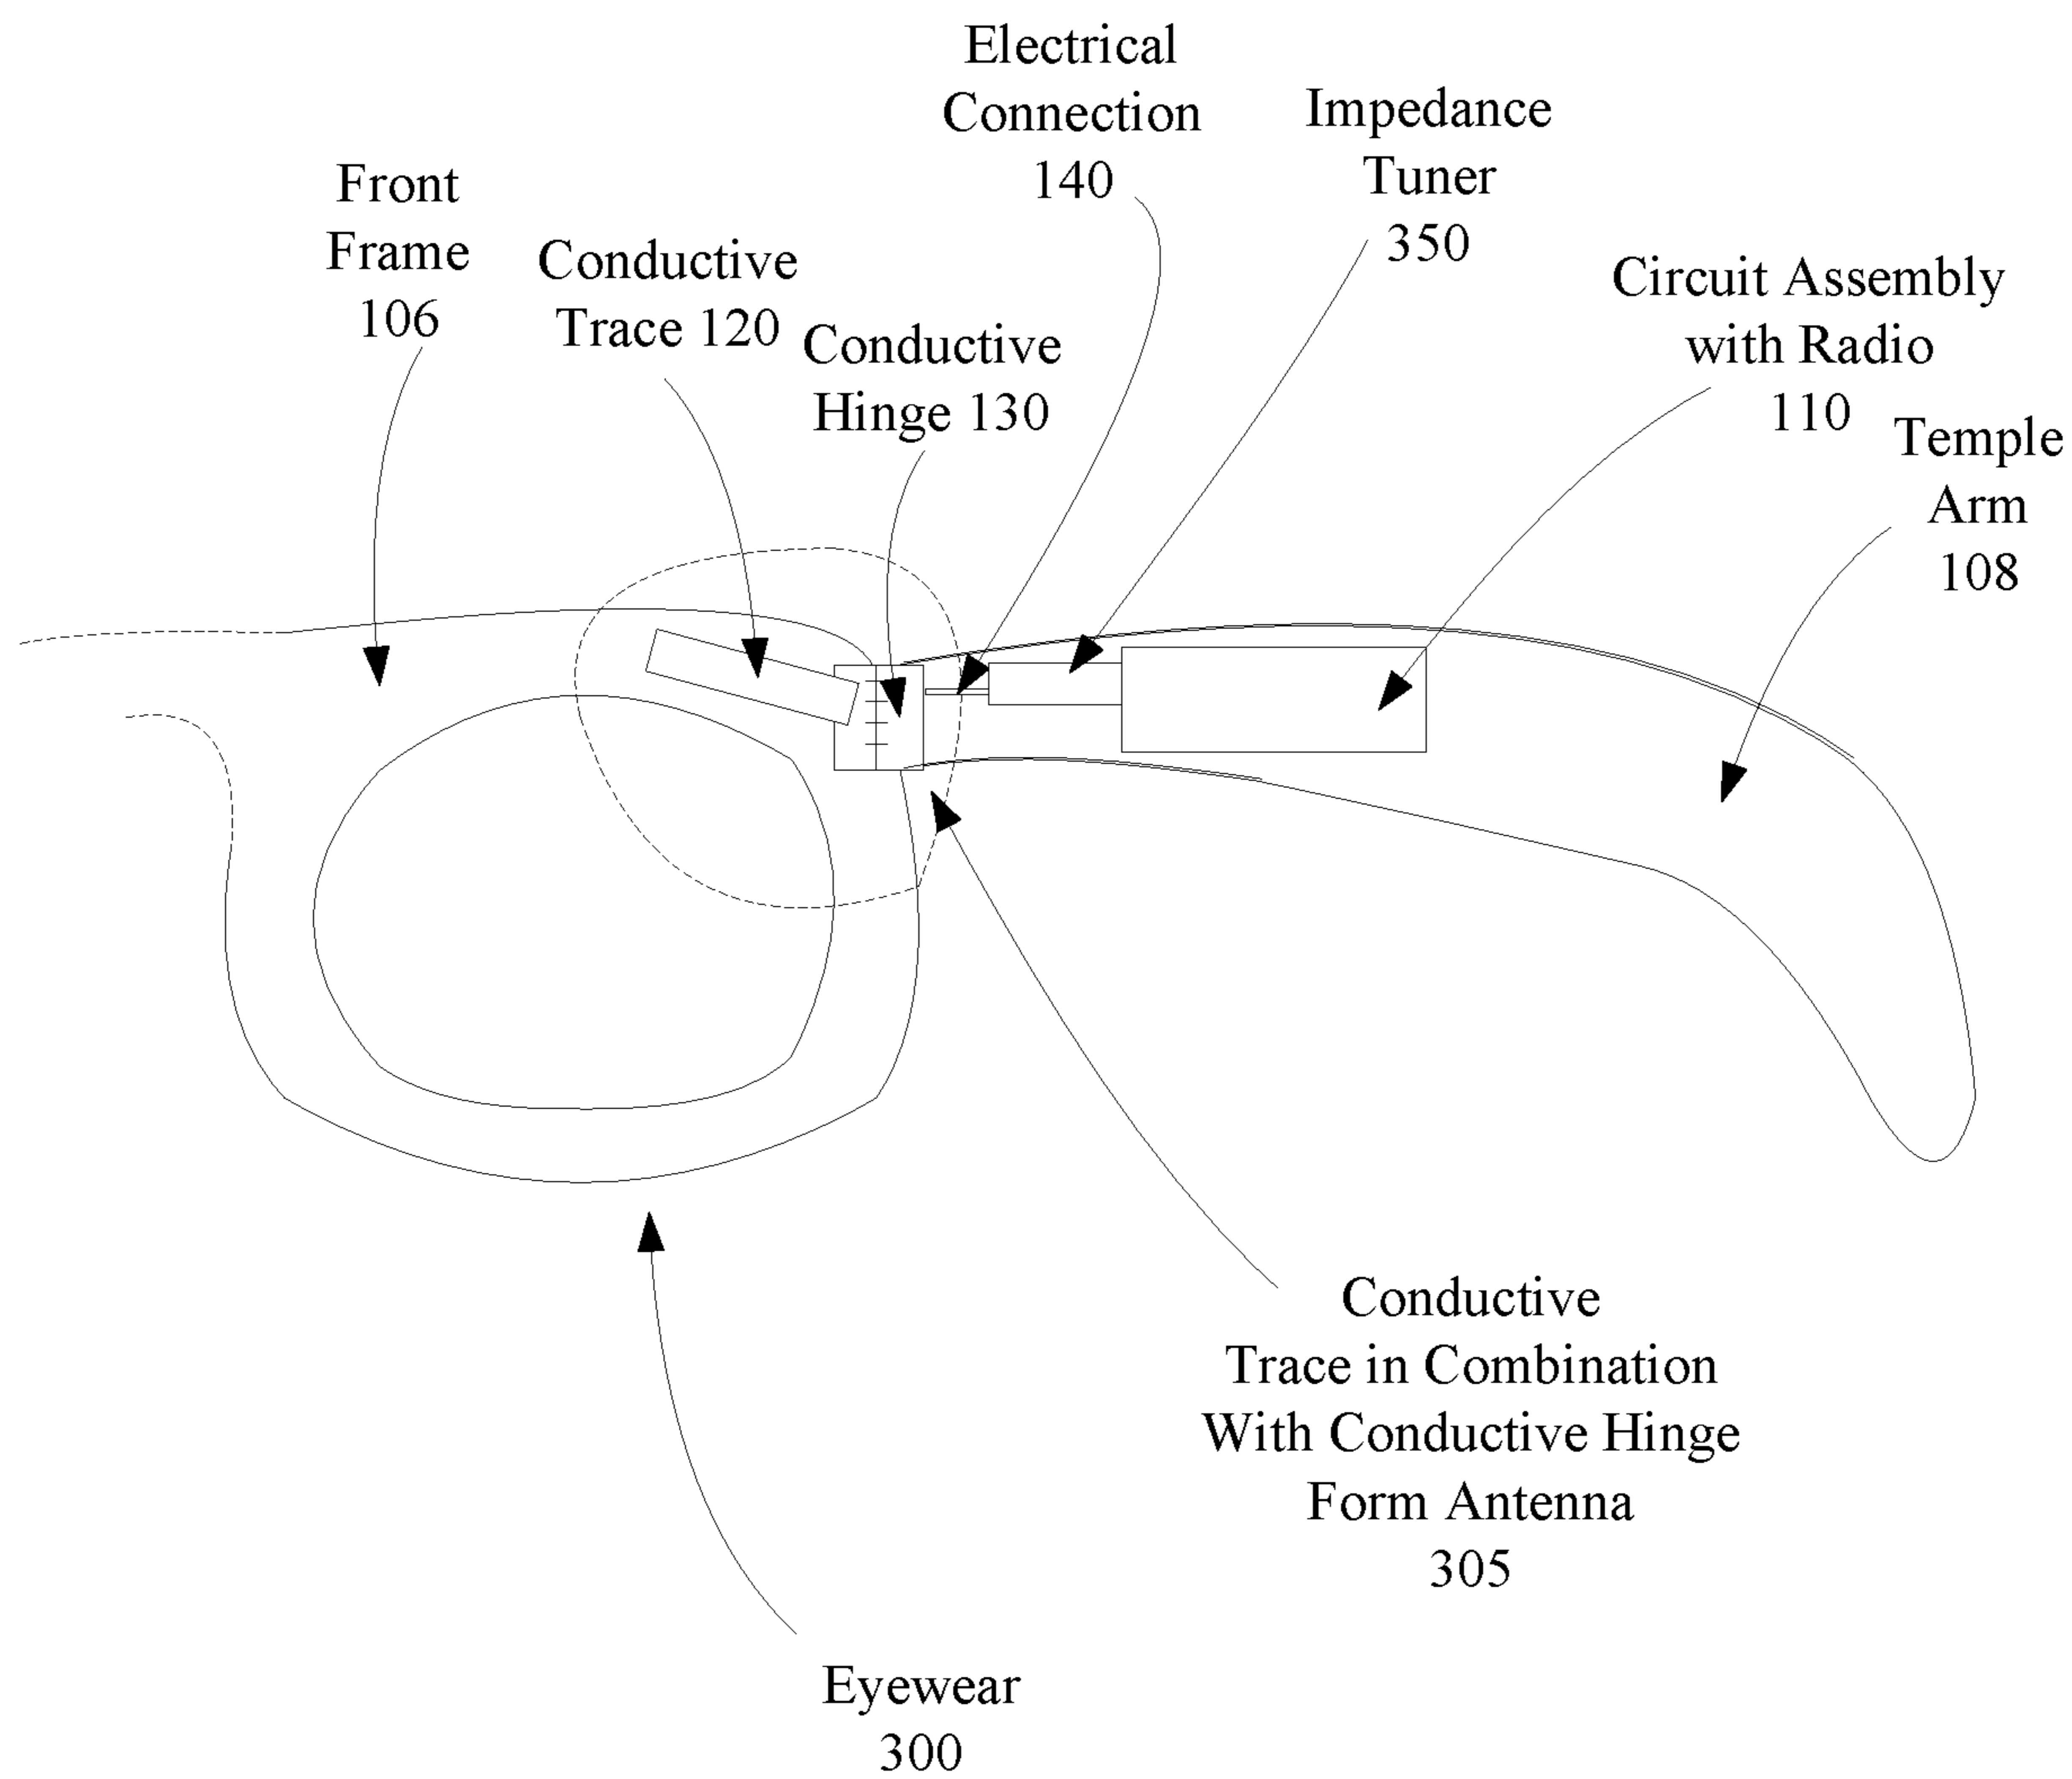 Electrical
Connection
140
Impedance
Tuner
350
Front
Frame
106
Conductive
Trace 120
Conductive
Hinge 130
Circuit Assembly
with Radio
110
Temple
Arm
108
Conductive
Trace in Combination
With Conductive Hinge
Form Antenna
305
Eyewear
300